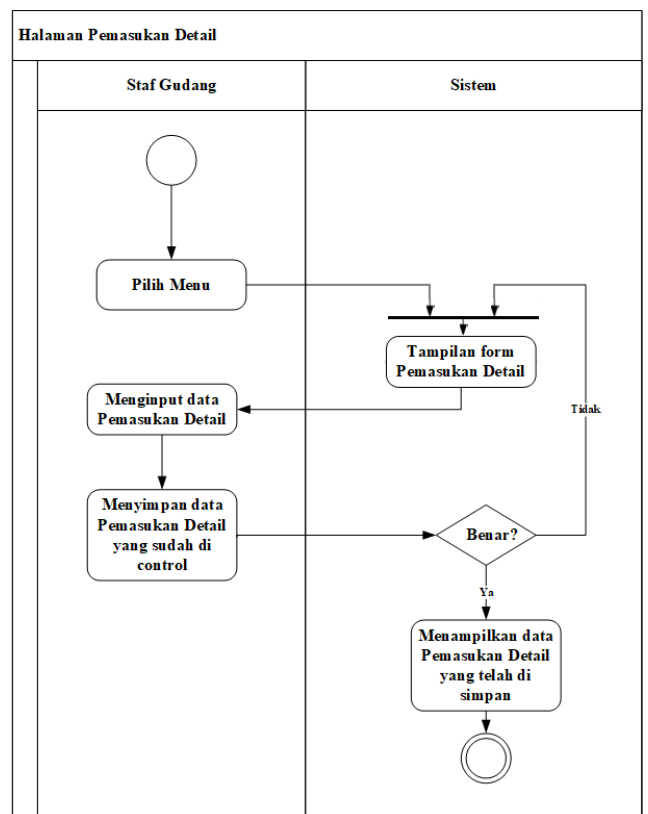 Halaman Pemasukan Detail
Staf Gudang
Sistem
Pilih Menu
Tampilan form
Pemasukan Detail
Menginput data
Pemasukan Detail
Tidak
Menyimpan data
Pemasukan Detail
yang sudah di
control
Benar?
Ya
Menampilkan data
Pemasukan Detail
yang telah di
simpan